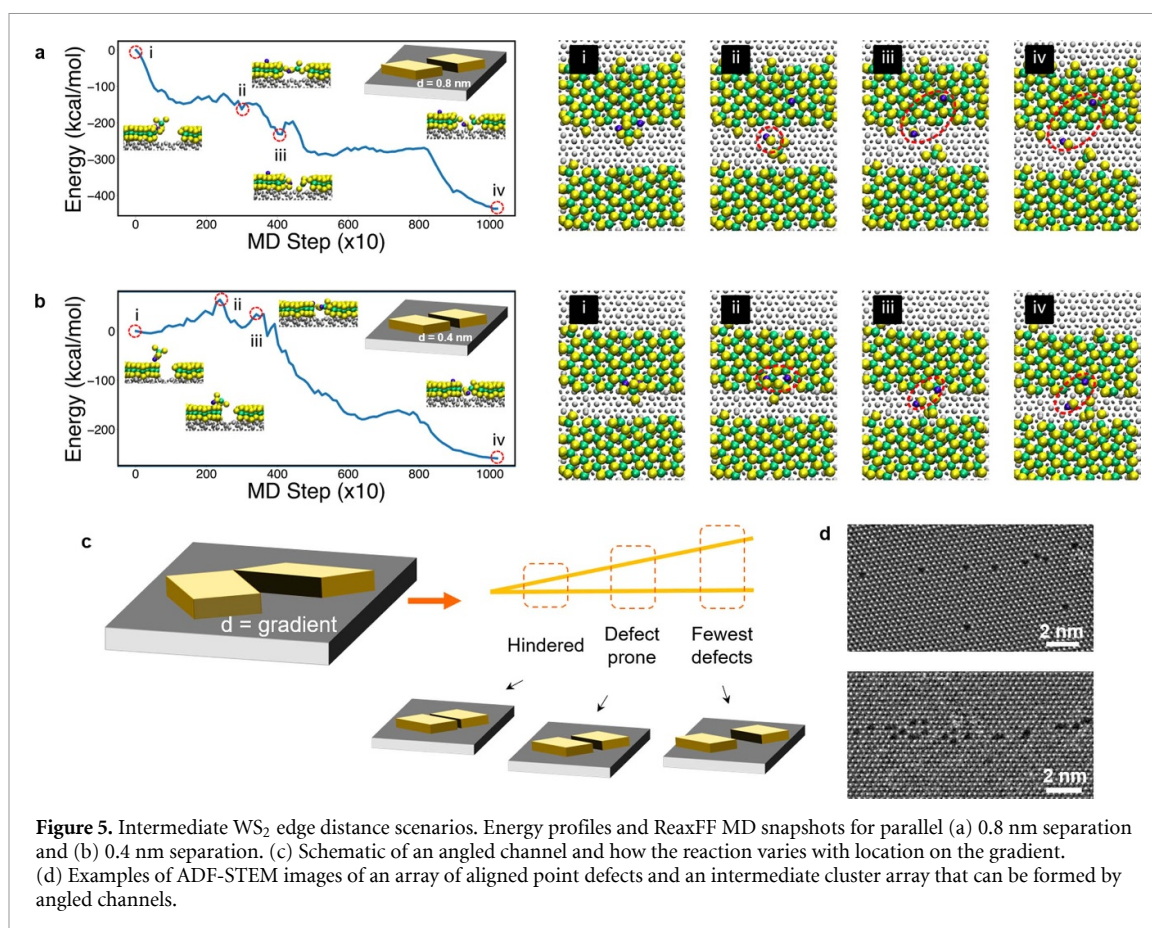 a
0
−100
−200
−300
−400
Energy (kcal/mol)
0 200 400 600 800 1000
MD Step (x10)
i
ii
iii
iv
d = 0.8 nm
i ii iii iv
b
0
−100
−200
Energy (kcal/mol)
0 200 400 600 800 1000
MD Step (x10)
i
ii
iii
iv
d = 0.4 nm
i ii iii iv
c
d = gradient
Hindered
Defect
prone
Fewest
defects
d
2 nm
2 nm
Figure 5. Intermediate WS₂ edge distance scenarios. Energy profiles and ReaxFF MD snapshots for parallel (a) 0.8 nm separation
and (b) 0.4 nm separation. (c) Schematic of an angled channel and how the reaction varies with location on the gradient.
(d) Examples of ADF-STEM images of an array of aligned point defects and an intermediate cluster array that can be formed by
angled channels.